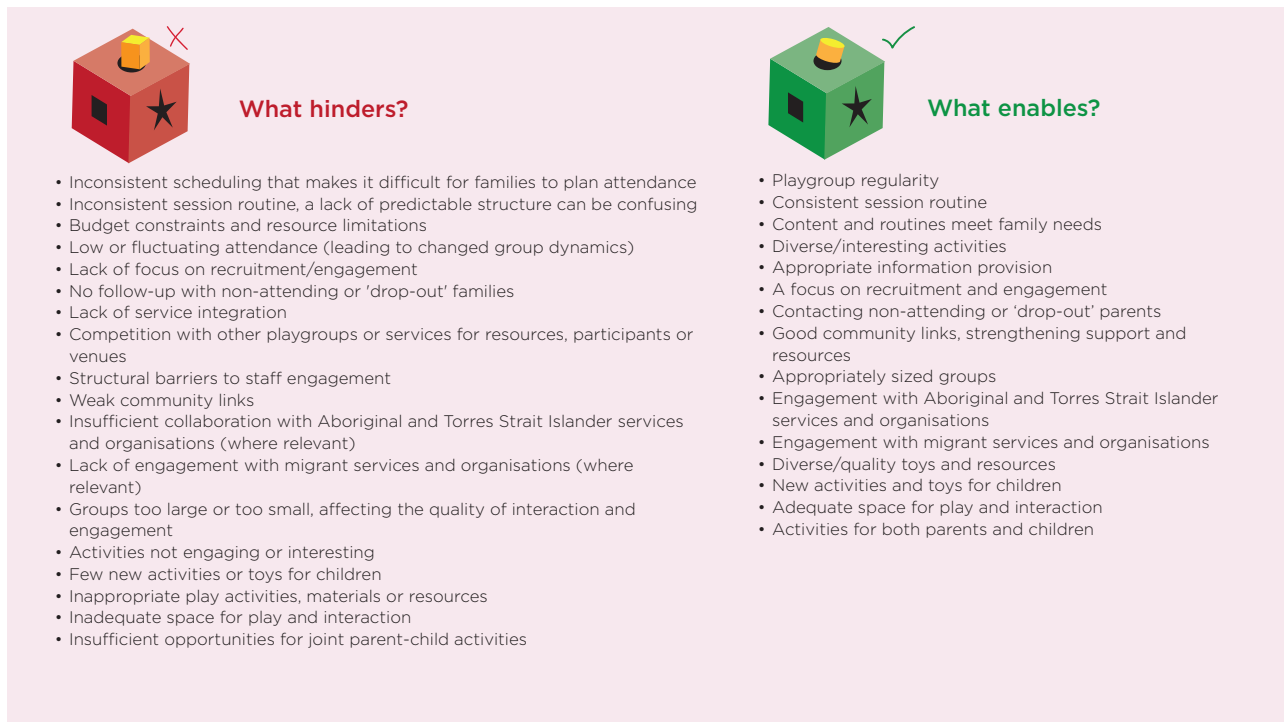 What hinders?
• Inconsistent scheduling that makes it difficult for families to plan attendance
• Inconsistent session routine, a lack of predictable structure can be confusing
• Budget constraints and resource limitations
• Low or fluctuating attendance (leading to changed group dynamics)
• Lack of focus on recruitment/engagement
• No follow-up with non-attending or 'drop-out' families
• Lack of service integration
• Competition with other playgroups or services for resources, participants or
venues
• Structural barriers to staff engagement
• Weak community links
• Insufficient collaboration with Aboriginal and Torres Strait Islander services
and organisations (where relevant)
• Lack of engagement with migrant services and organisations (where
relevant)
• Groups too large or too small, affecting the quality of interaction and
engagement
• Activities not engaging or interesting
• Few new activities or toys for children
• Inappropriate play activities, materials or resources
• Inadequate space for play and interaction
• Insufficient opportunities for joint parent-child activities
What enables?
• Playgroup regularity
• Consistent session routine
• Content and routines meet family needs
• Diverse/interesting activities
• Appropriate information provision
• A focus on recruitment and engagement
• Contacting non-attending or ‘drop-out’ parents
• Good community links, strengthening support and
resources
• Appropriately sized groups
• Engagement with Aboriginal and Torres Strait Islander
services and organisations
• Engagement with migrant services and organisations
• Diverse/quality toys and resources
• New activities and toys for children
• Adequate space for play and interaction
• Activities for both parents and children